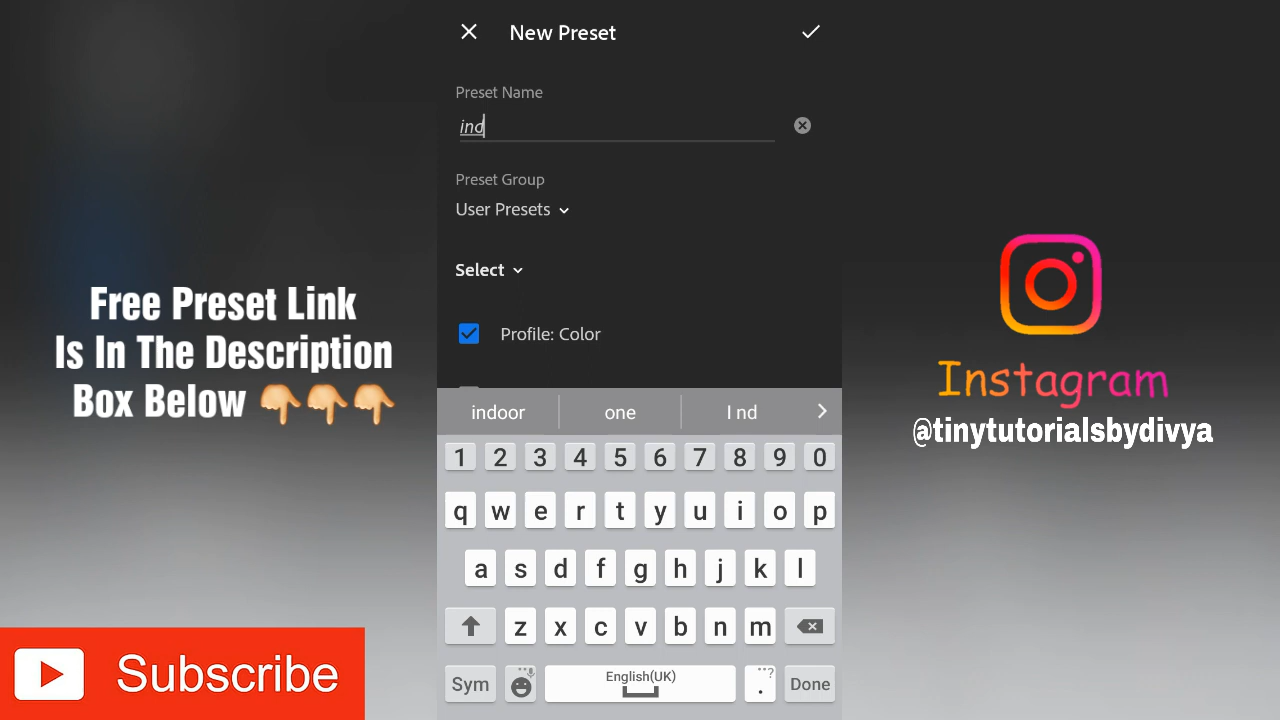 New Preset
Preset Name
ind
Preset Group
User Presets
Select
Profile: Color
Free Preset Link
Is In The Description
Box Below 👇👇👇
Instagram
@tinytutorialsbydivya
Subscribe
indoor one I nd
1 2 3 4 5 6 7 8 9 0
q w e r t y u i o p
a s d f g h j k l
z x c v b n m
Sym English(UK) . Done